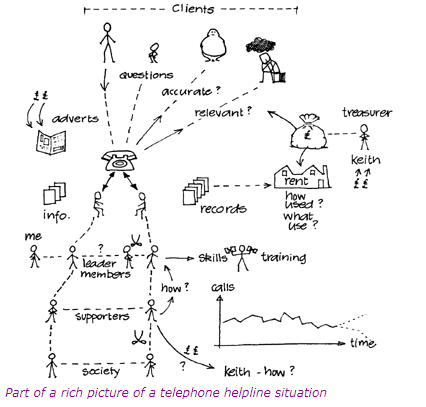 Clients
questions
accurate?
relevant?
£ £
adverts
£
treasurer
keith
£ £
rent
how
used?
what
use?
info.
records
me
?
leader
members
skills
training
how?
calls
time
supporters
£ £
?
keith - how?
society
Part of a rich picture of a telephone helpline situation